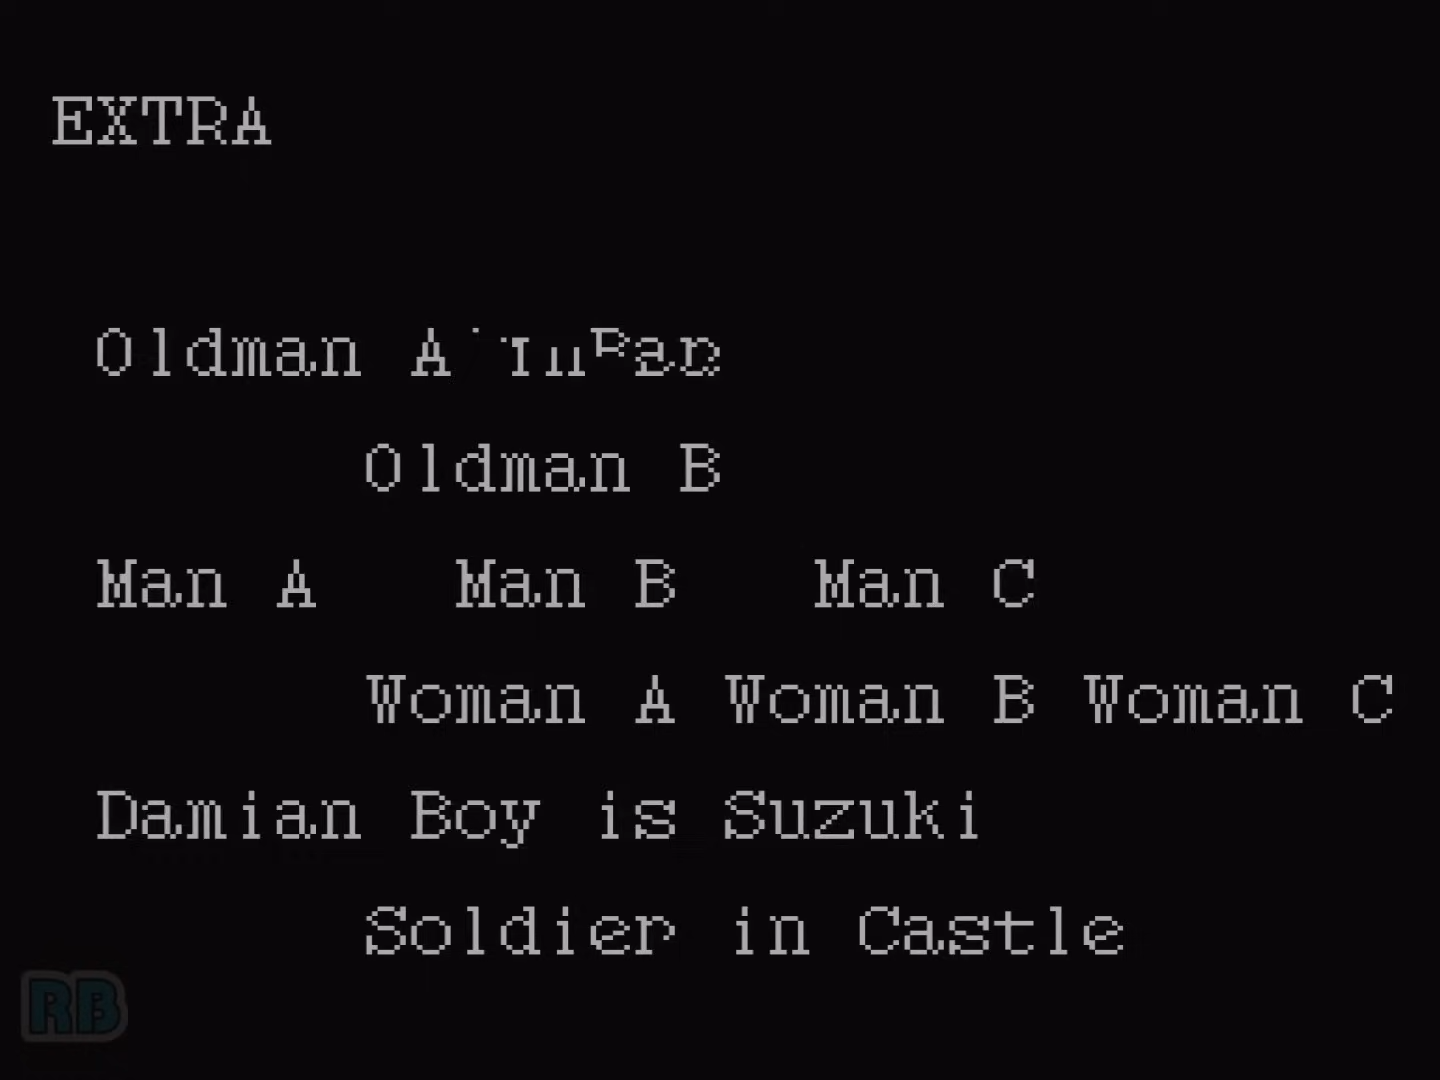 EXTRA
Oldman A
Oldman B
Man A Man B Man C
Woman A Woman B Woman C
Damian Boy is Suzuki
Soldier in Castle
RB